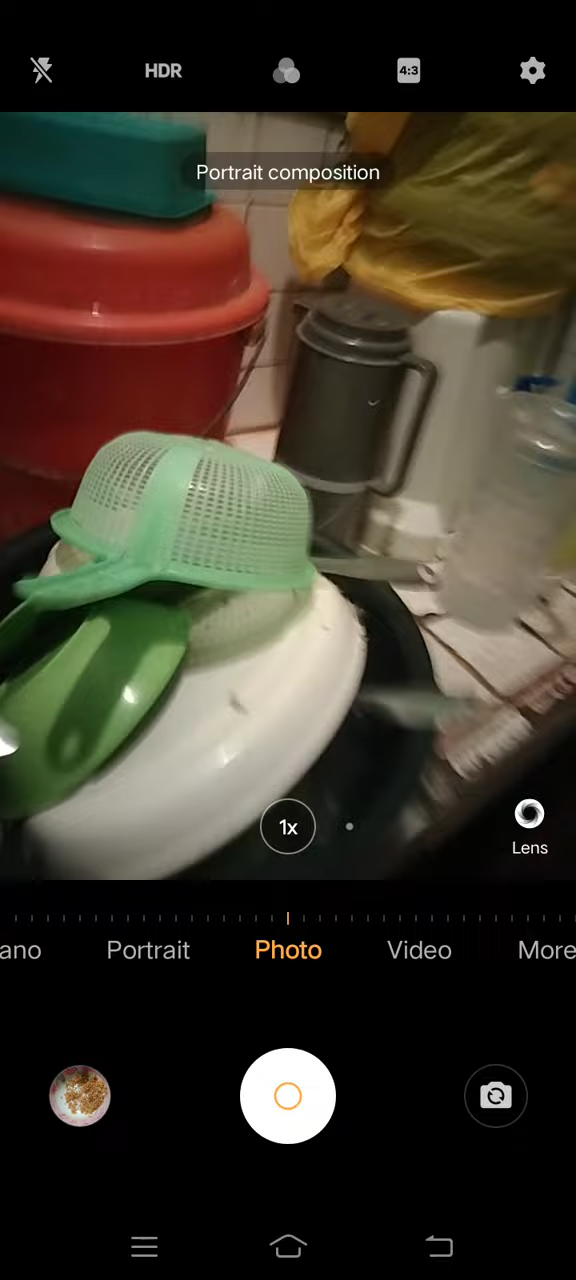 HDR
4:3
Portrait composition
1x
Lens
ano
Portrait
Photo
Video
More